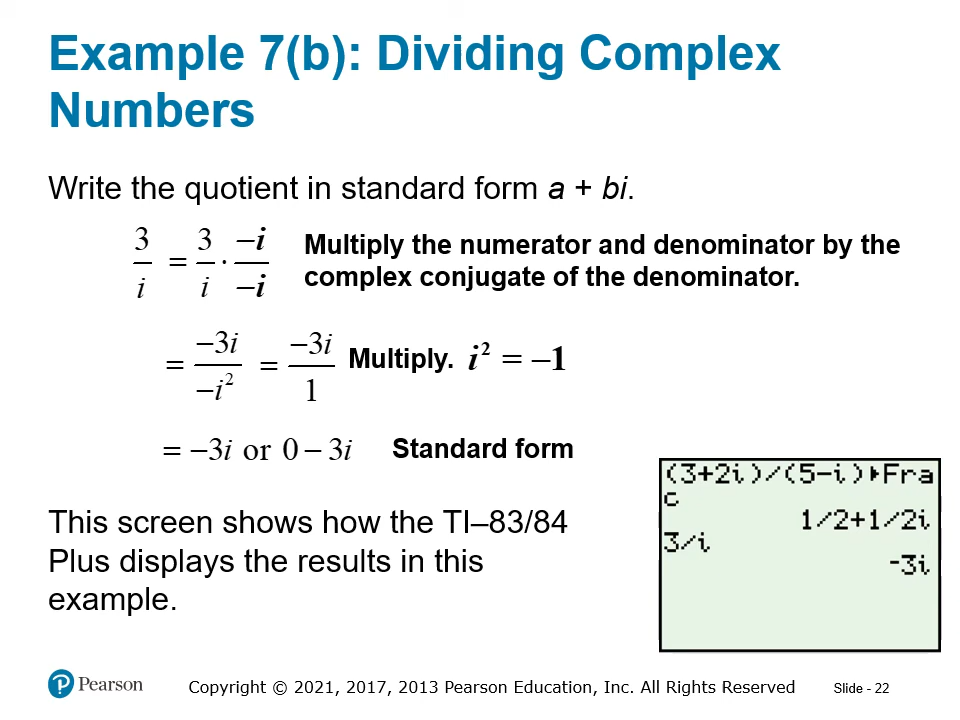 Example 7(b): Dividing Complex
Numbers
Write the quotient in standard form a + bi.
3/i = 3/i · −i/−i Multiply the numerator and denominator by the
complex conjugate of the denominator.
= −3i/−i² = −3i/1 Multiply. i² = −1
= −3i or 0 − 3i Standard form
This screen shows how the TI–83/84
Plus displays the results in this
example.
(3+2i)/(5-i)▸Fra
c
1/2+1/2i
3/i
-3i
Pearson
Copyright © 2021, 2017, 2013 Pearson Education, Inc. All Rights Reserved
Slide - 22